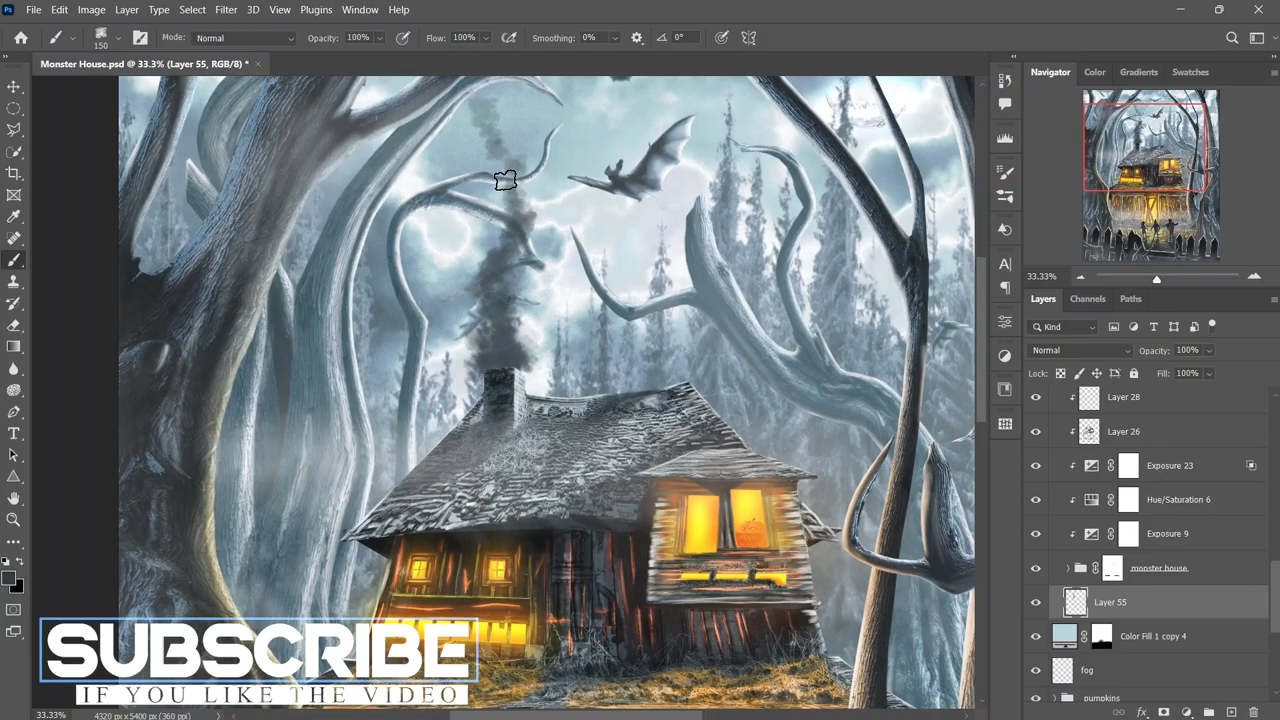 Ps File Edit Image Layer Type Select Filter 3D View Plugins Window Help
150 Mode: Normal Opacity: 100% Flow: 100% Smoothing: 0% 0°
Monster House.psd @ 33.3% (Layer 55, RGB/8) *
Navigator Color Gradients Swatches
33.33%
Layers Channels Paths
Kind
Normal Opacity: 100%
Lock: Fill: 100%
Layer 28
Layer 26
Exposure 23
Hue/Saturation 6
Exposure 9
monster house.
Layer 55
Color Fill 1 copy 4
fog
pumpkins
SUBSCRIBE
IF YOU LIKE THE VIDEO
33.33% 4320 px x 5400 px (360 ppi)